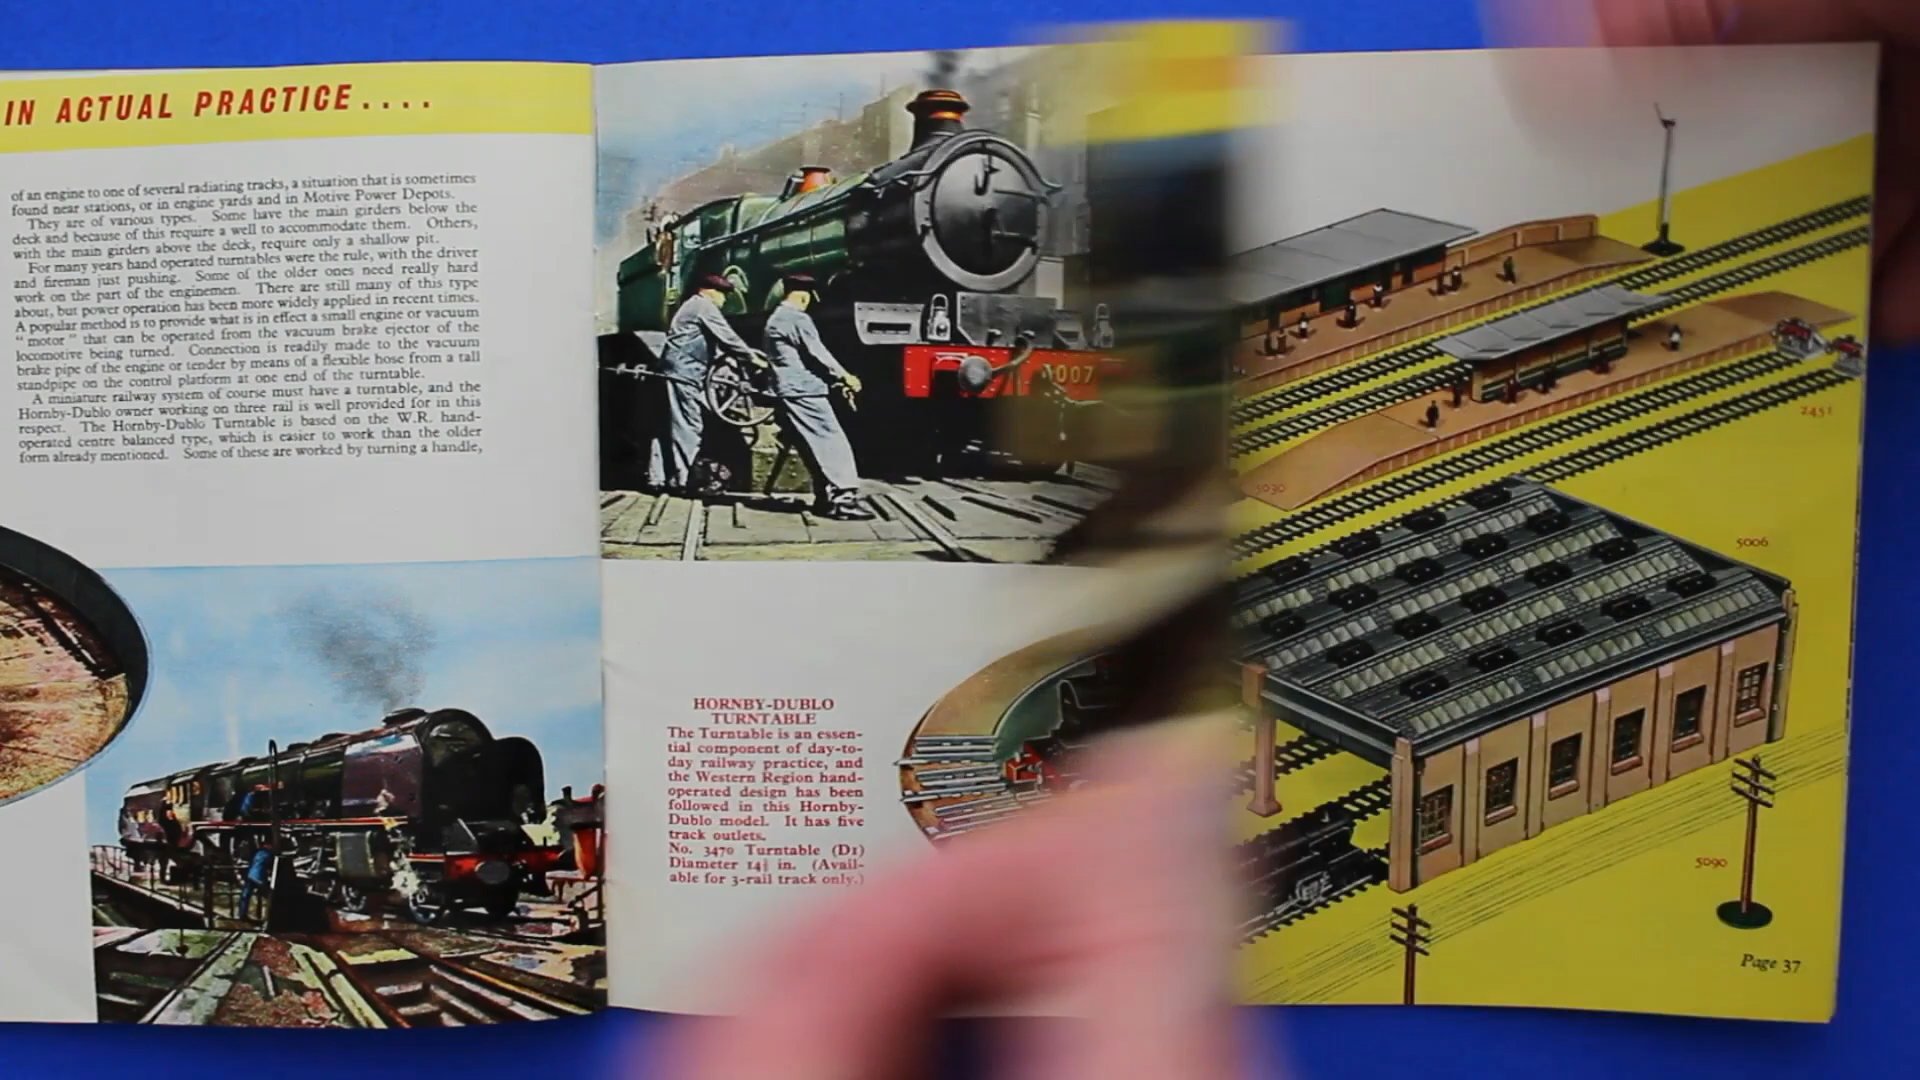 IN ACTUAL PRACTICE....
of an engine to one of several radiating tracks, a situation that is sometimes
found near stations, or in engine yards and in Motive Power Depots.
They are of various types. Some have the main girders below the
deck and because of this require a well to accommodate them. Others,
with the main girders above the deck, require only a shallow pit.
For many years hand operated turntables were the rule, with the driver
and fireman just pushing. Some of the older ones need really hard
work on the part of the enginemen. There are still many of this type
about, but power operation has been more widely applied in recent times.
A popular method is to provide what is in effect a small engine or vacuum
"motor" that can be operated from the vacuum brake ejector of the
locomotive being turned. Connection is readily made to the vacuum
brake pipe of the engine or tender by means of a flexible hose from a tall
standpipe on the control platform at one end of the turntable.
A miniature railway system of course must have a turntable, and the
Hornby-Dublo owner working on three rail is well provided for in this
respect. The Hornby-Dublo Turntable is based on the W.R. hand-
operated centre balanced type, which is easier to work than the older
form already mentioned. Some of these are worked by turning a handle,
HORNBY-DUBLO
TURNTABLE
The Turntable is an essen-
tial component of day-to-
day railway practice, and
the Western Region hand-
operated design has been
followed in this Hornby-
Dublo model. It has five
track outlets.
No. 3470 Turntable (D1)
Diameter 14½ in. (Avail-
able for 3-rail track only.)
2451
5030
5006
5090
Page 37